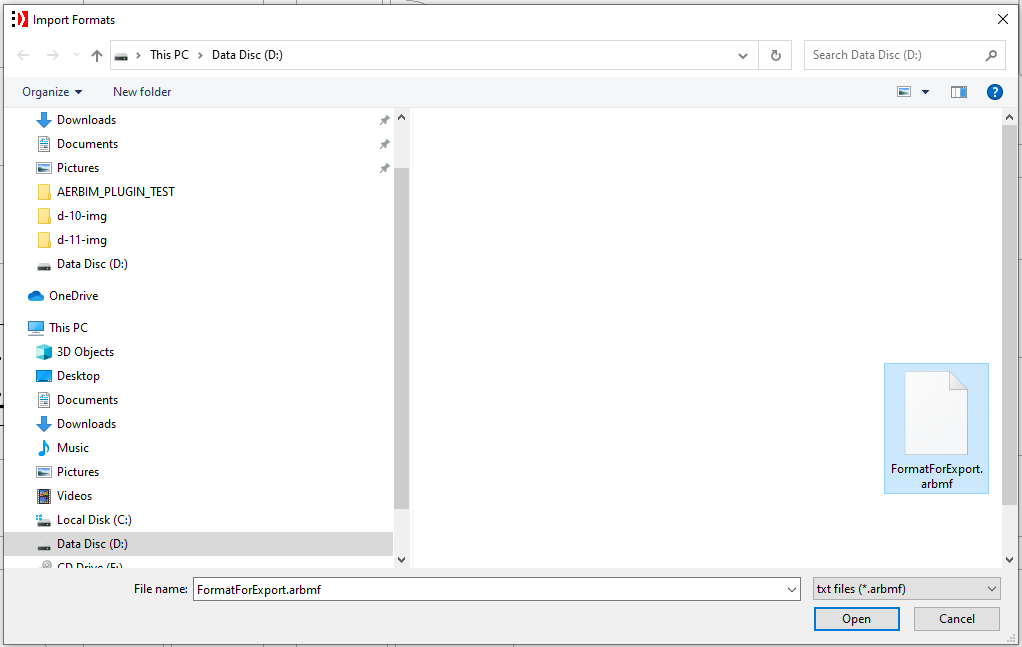 Import Formats
This PC > Data Disc (D:)
Search Data Disc (D:)
Organize
New folder
?
Downloads
Documents
Pictures
AERBIM_PLUGIN_TEST
d-10-img
d-11-img
Data Disc (D:)
OneDrive
This PC
3D Objects
Desktop
Documents
Downloads
Music
Pictures
Videos
Local Disk (C:)
Data Disc (D:)
CD Drive (F:)
FormatForExport.
arbmf
File name: FormatForExport.arbmf
txt files (*.arbmf)
Open
Cancel